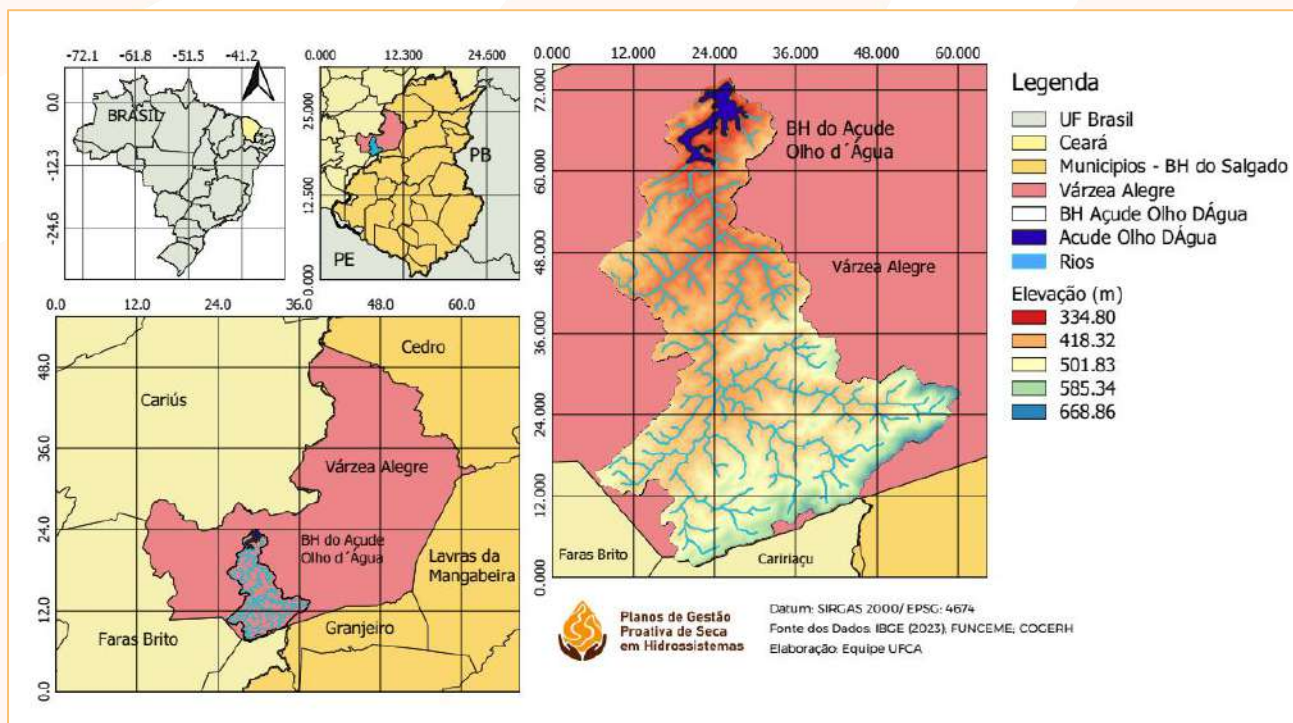 -72.1 -61.8 -51.5 -41.2
0.0
-12.3
-24.6
BRASIL
0.000 12.300 24.600
25.000
12.500
0.000
PB
PE
0.000 12.000 24.000 36.000 48.000 60.000
72.000
60.000
48.000
36.000
24.000
12.000
0.000
BH do Açude
Olho d´Água
Várzea Alegre
Faras Brito
Caririaçu
Legenda
UF Brasil
Ceará
Municipios - BH do Salgado
Várzea Alegre
BH Açude Olho DÁgua
Acude Olho DÁgua
Rios
Elevação (m)
334.80
418.32
501.83
585.34
668.86
0.0 12.0 24.0 36.0 48.0 60.0
48.0
36.0
24.0
12.0
0.0
Cedro
Cariús
Várzea Alegre
BH do Açude
Olho d´Água
Lavras da
Mangabeira
Faras Brito
Granjeiro
Planos de Gestão
Proativa de Seca
em Hidrossistemas
Datum: SIRGAS 2000/ EPSG: 4674
Fonte dos Dados: IBGE (2023); FUNCEME; COGERH
Elaboração: Equipe UFCA